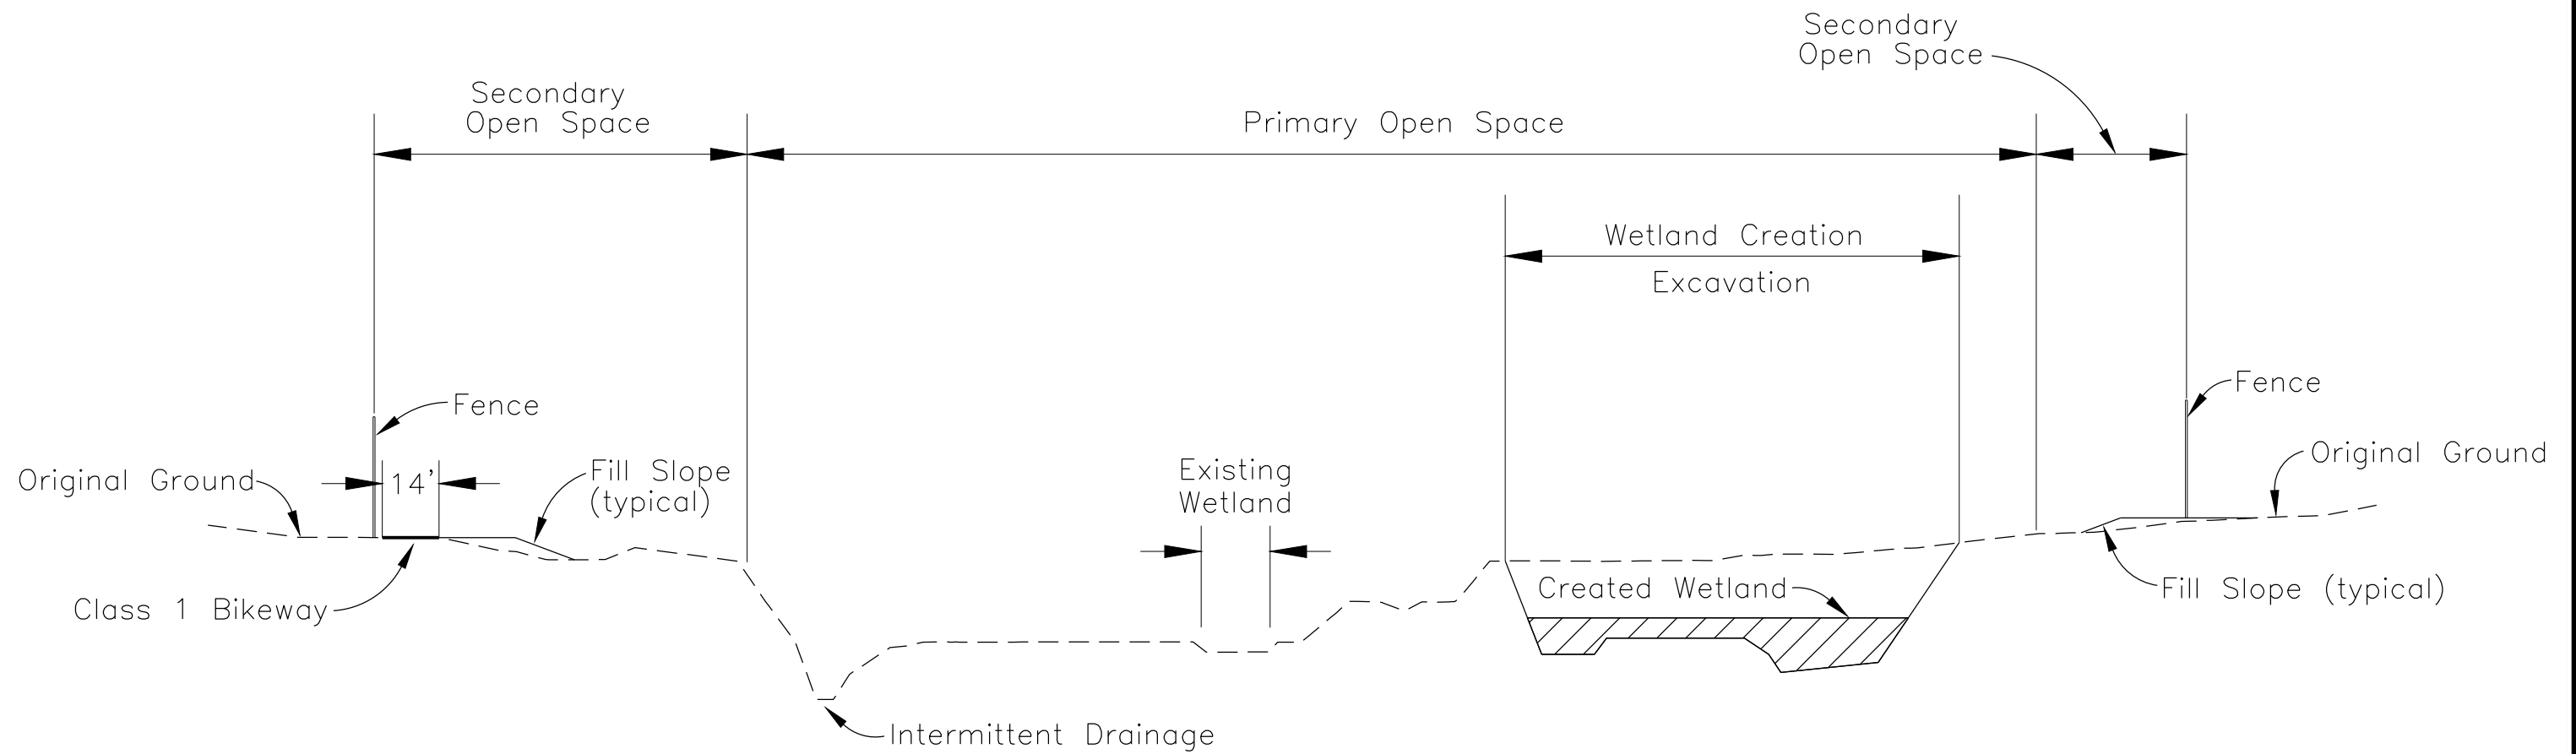 Secondary
Open Space
Secondary
Open Space
Primary Open Space
Wetland Creation
Excavation
Fence
Fence
Original Ground
14'
Fill Slope
(typical)
Existing
Wetland
Original Ground
Class 1 Bikeway
Created Wetland
Fill Slope (typical)
Intermittent Drainage